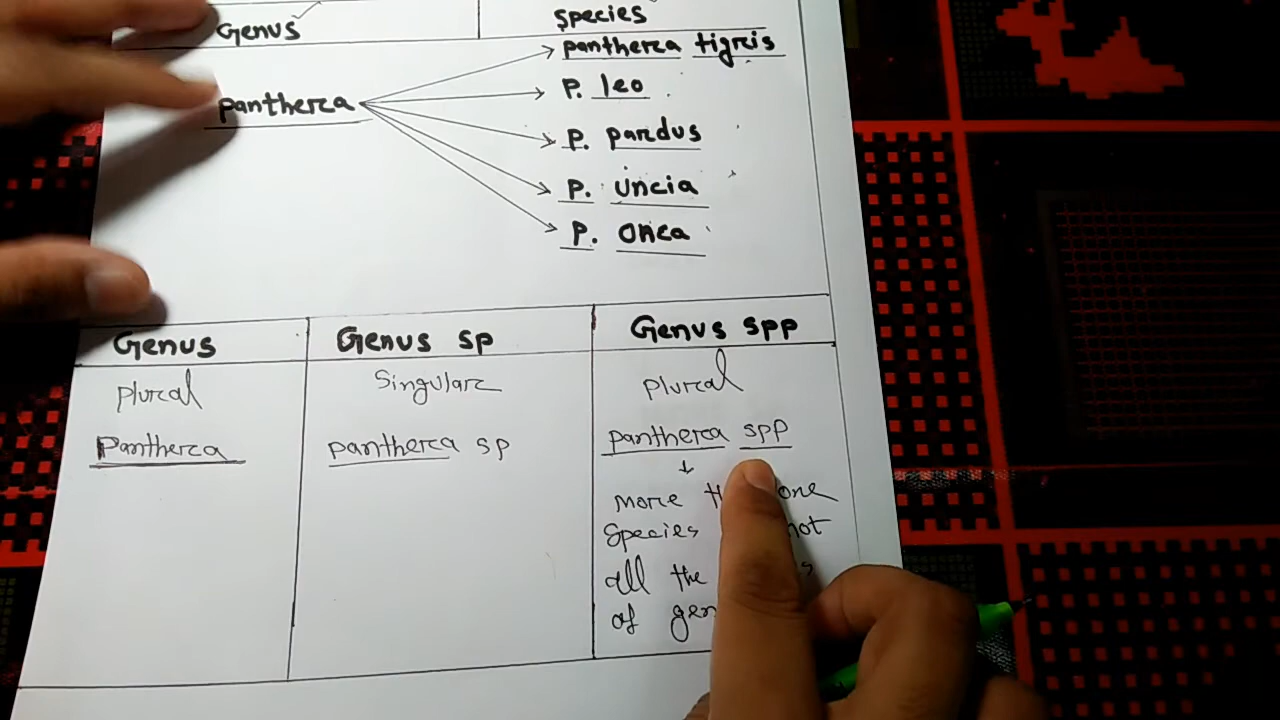 Genus Species
panthera panthera tigris
P. leo
P. pardus
P. uncia
P. onca
Genus Genus sp Genus spp
plural Singular plural
Panthera panthera sp panthera spp
more one
species not
all the
of